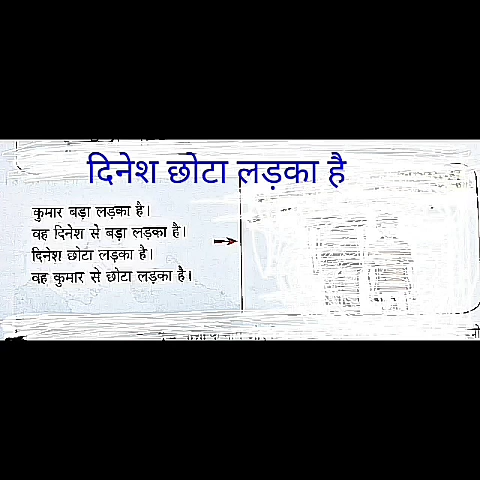 दिनेश छोटा लड़का है
कुमार बड़ा लड़का है।
वह दिनेश से बड़ा लड़का है।
दिनेश छोटा लड़का है।
वह कुमार से छोटा लड़का है।